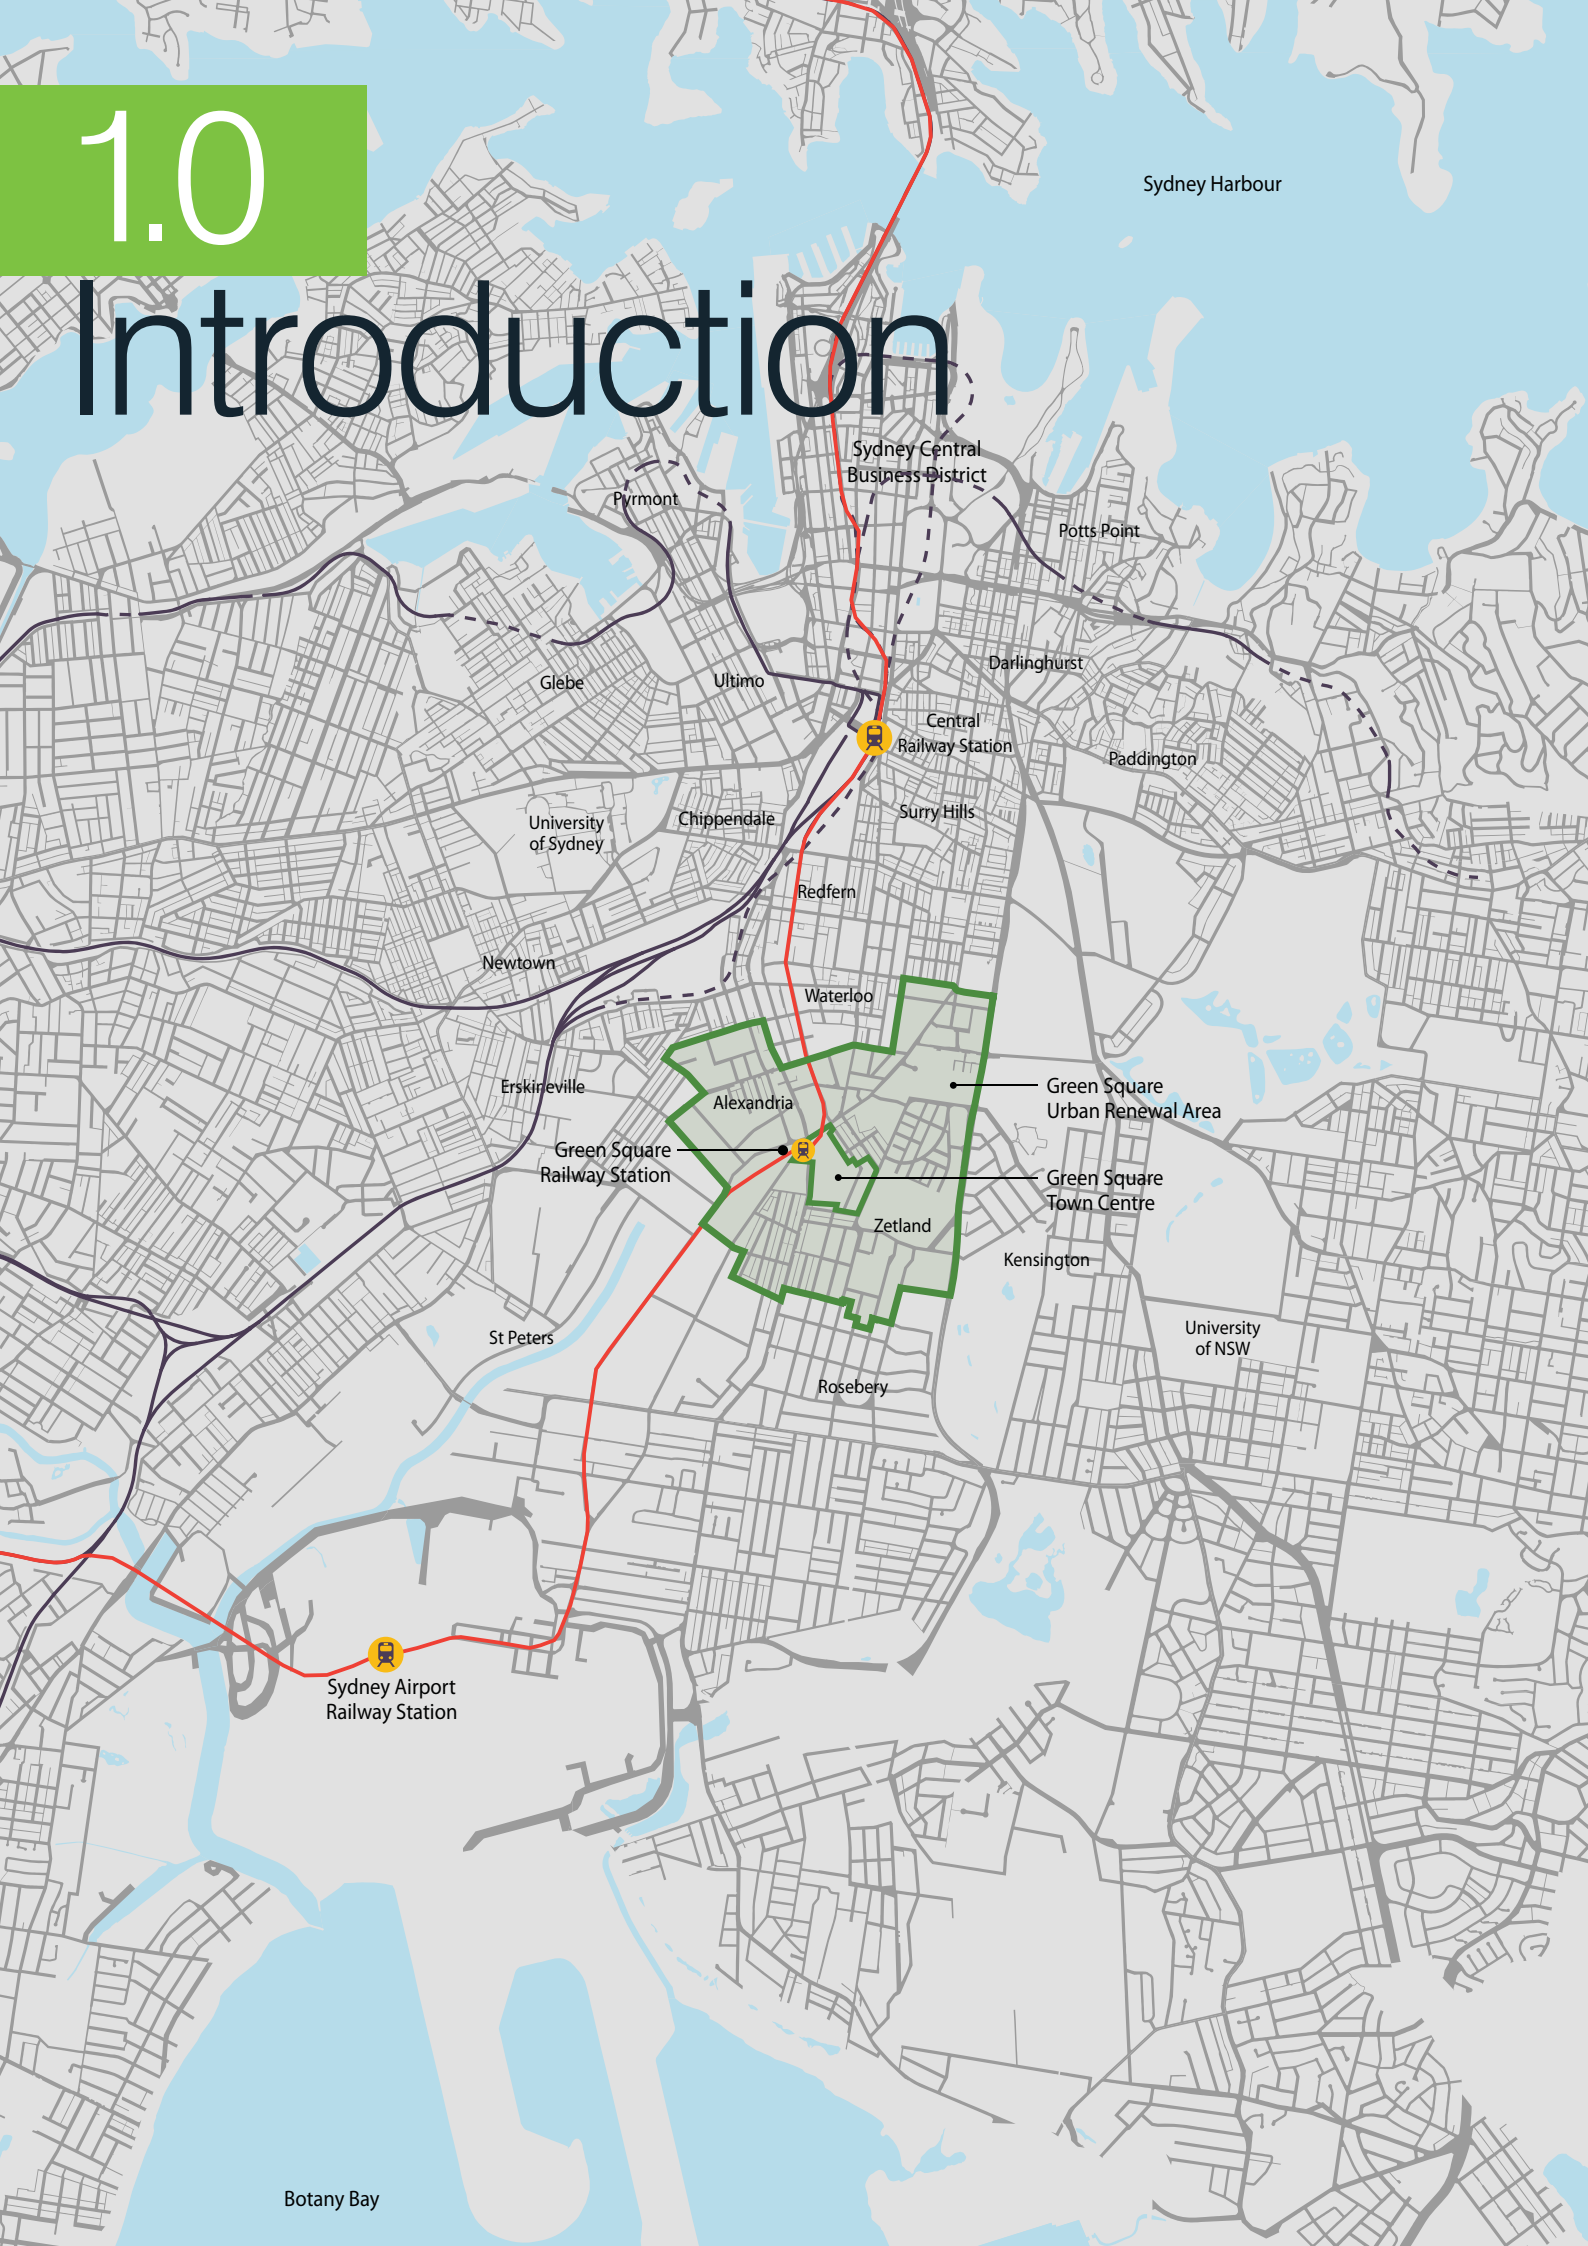 1.0
Introduction
Sydney Harbour
Sydney Central
Business District
Pyrmont
Potts Point
Darlinghurst
Glebe
Ultimo
Central
Railway Station
Paddington
University
of Sydney
Chippendale
Surry Hills
Redfern
Newtown
Waterloo
Erskineville
Alexandria
Green Square
Urban Renewal Area
Green Square
Railway Station
Green Square
Town Centre
Zetland
Kensington
St Peters
University
of NSW
Rosebery
Sydney Airport
Railway Station
Botany Bay